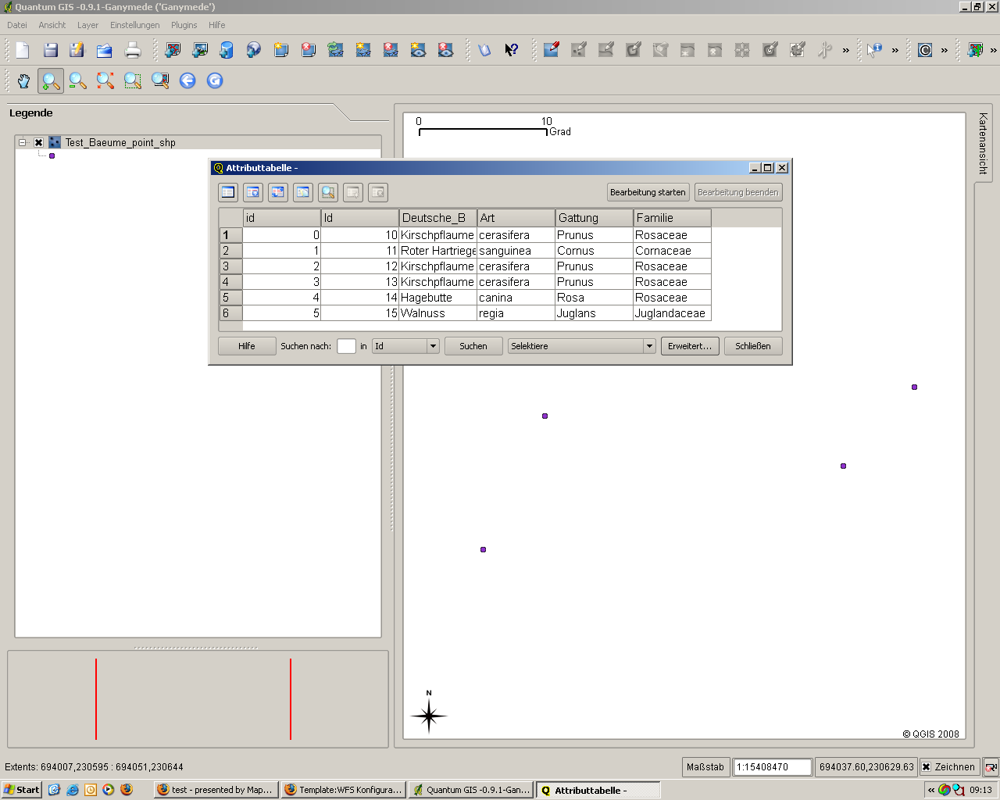 Quantum GIS -0.9.1-Ganymede ('Ganymede')
Datei Ansicht Layer Einstellungen Plugins Hilfe
» » » »
Legende
Test_Baeume_point_shp
0 10
Grad
Kartenansicht
Attributtabelle -
Bearbeitung starten Bearbeitung beenden
id Id Deutsche_B Art Gattung Familie
1 0 10 Kirschpflaume cerasifera Prunus Rosaceae
2 1 11 Roter Hartriege sanguinea Cornus Cornaceae
3 2 12 Kirschpflaume cerasifera Prunus Rosaceae
4 3 13 Kirschpflaume cerasifera Prunus Rosaceae
5 4 14 Hagebutte canina Rosa Rosaceae
6 5 15 Walnuss regia Juglans Juglandaceae
Hilfe Suchen nach: in Id Suchen Selektiere Erweitert... Schließen
N
© QGIS 2008
Extents: 694007,230595 : 694051,230644 Maßstab 1:15408470 694037.60,230629.63 Zeichnen
Start test - presented by Map... Template:WFS Konfigura... Quantum GIS -0.9.1-Gan... Attributtabelle - « 09:13